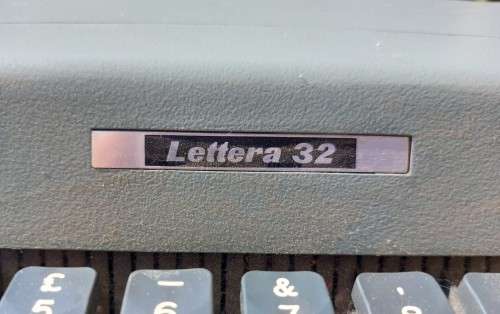 Lettera 32
£ _ & '
5 6 7